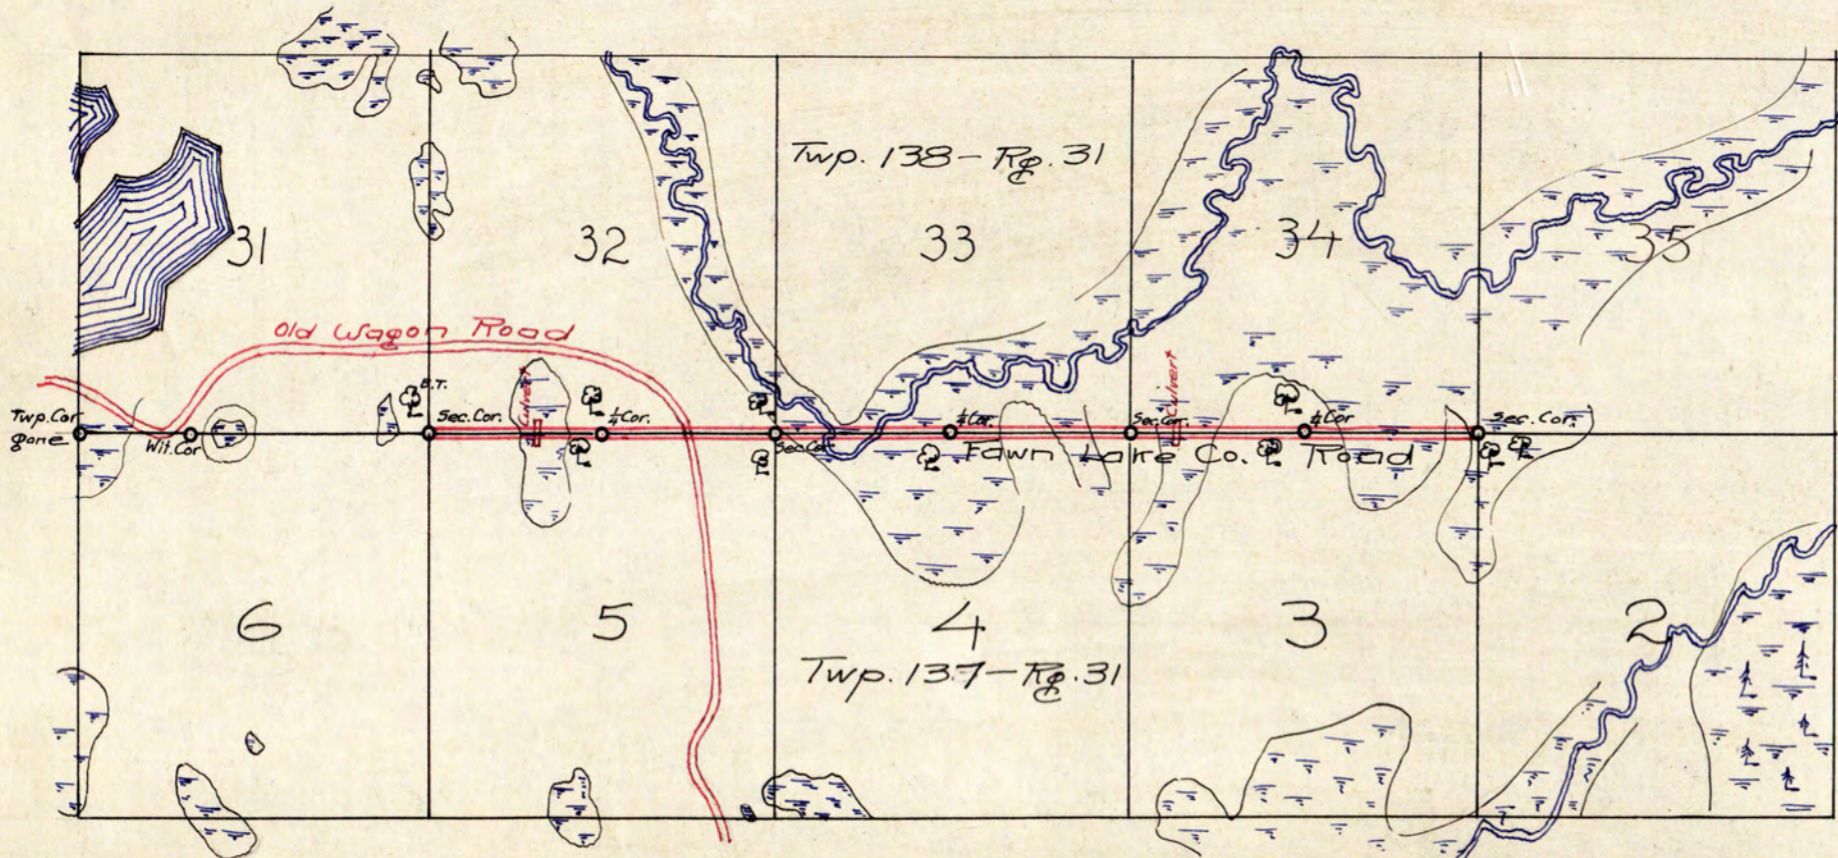 Twp. 138 - Rg. 31
31 32 33 34 35
Old Wagon Road
Culvert
Culvert
B.T.
Twp. Cor
gone
Wit. Cor
Sec. Cor.
¼ Cor.
Sec. Cor
¼ Cor.
Sec. Cor.
¼ Cor
Sec. Cor.
Fawn Lake Co. Road
6 5 4 3 2
Twp. 137 - Rg. 31